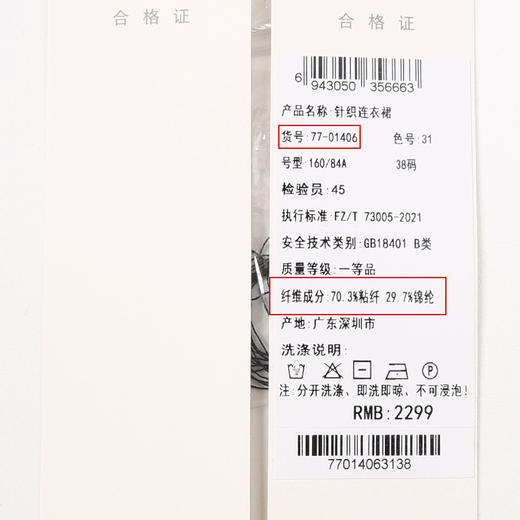 合格证
合格证
6 943050 356663
产品名称: 针织连衣裙
货号: 77-01406 色号: 31
号型: 160/84A 38码
检验员: 45
执行标准: FZ/T 73005-2021
安全技术类别: GB18401 B类
质量等级: 一等品
纤维成分: 70.3%粘纤 29.7%锦纶
产地: 广东深圳市
洗涤说明:
P
注: 分开洗涤、即洗即晾、不可浸泡!
RMB: 2299
77014063138